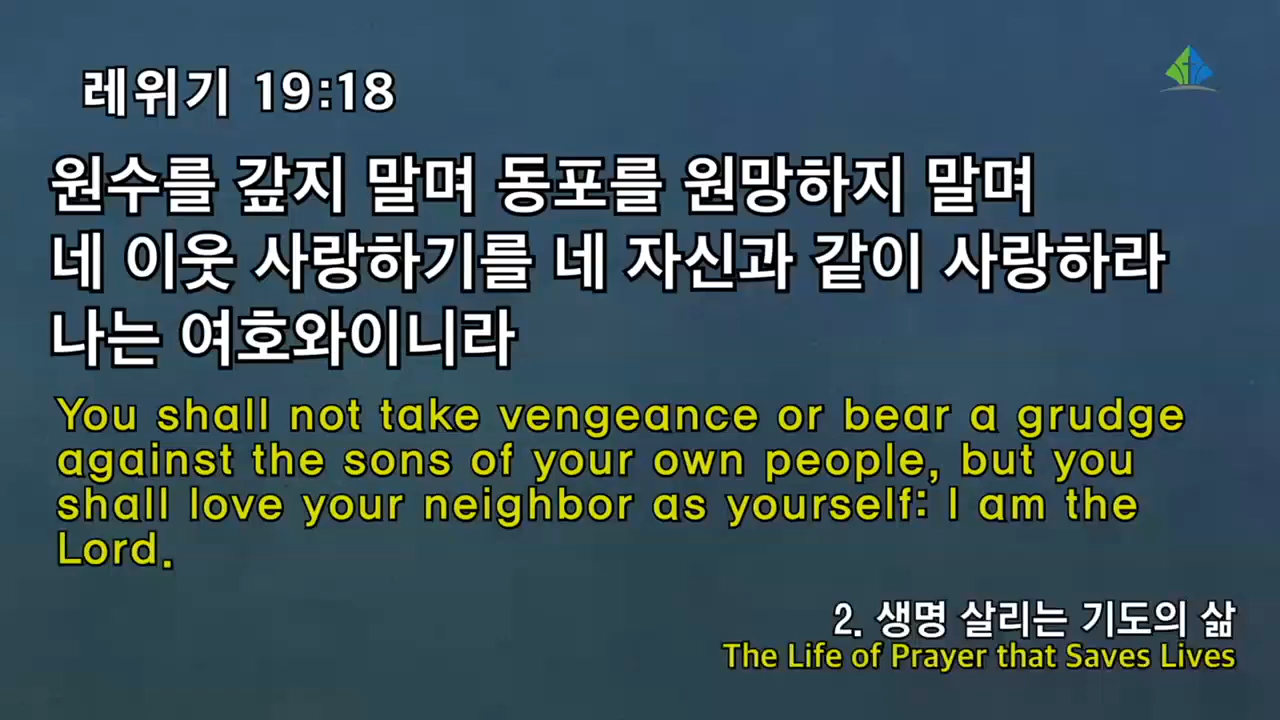 레위기 19:18
원수를 갚지 말며 동포를 원망하지 말며
네 이웃 사랑하기를 네 자신과 같이 사랑하라
나는 여호와이니라
You shall not take vengeance or bear a grudge
against the sons of your own people, but you
shall love your neighbor as yourself: I am the
Lord.
2. 생명 살리는 기도의 삶
The Life of Prayer that Saves Lives